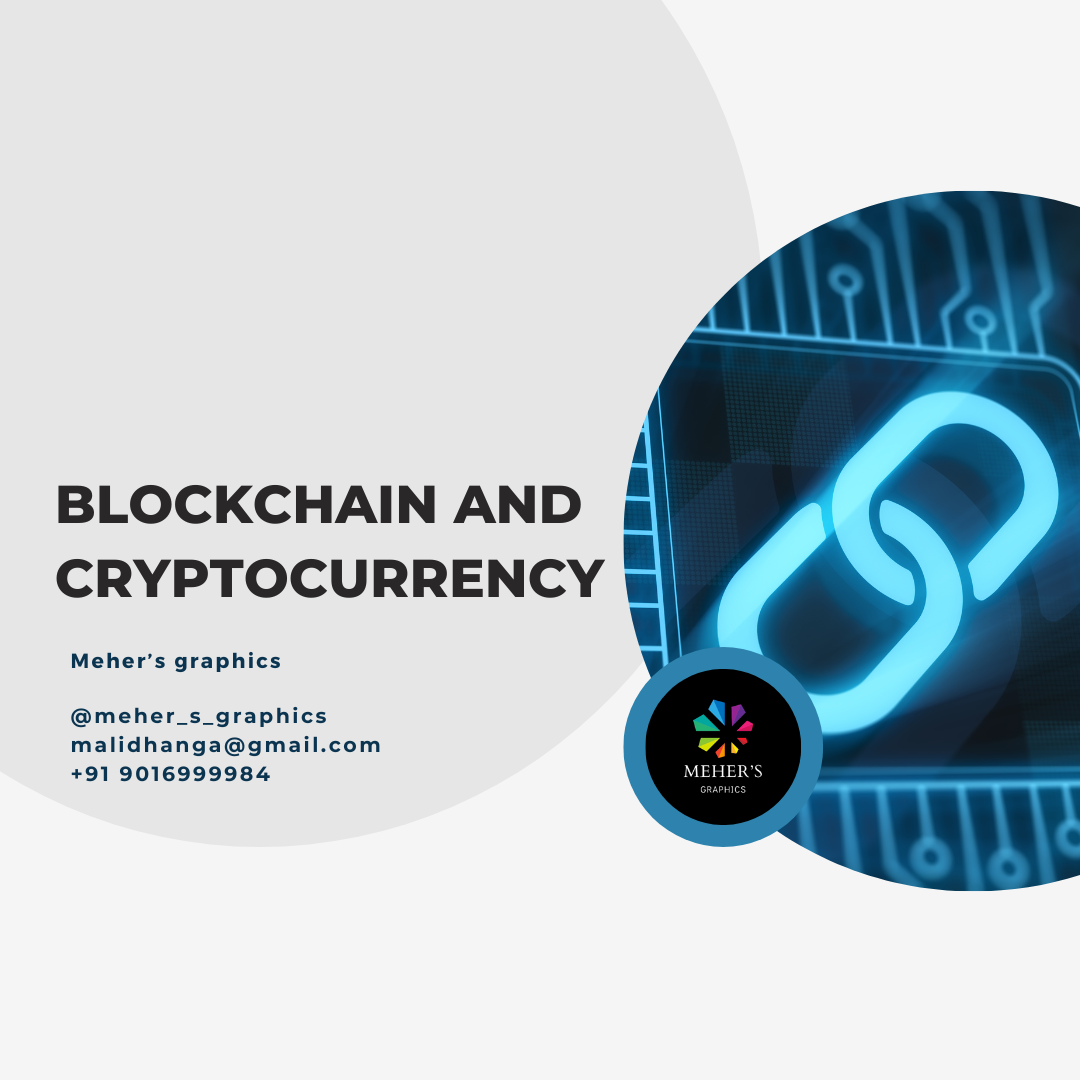 BLOCKCHAIN AND
CRYPTOCURRENCY
Meher’s graphics
@meher_s_graphics
malidhanga@gmail.com
+91 9016999984
MEHER’S
GRAPHICS